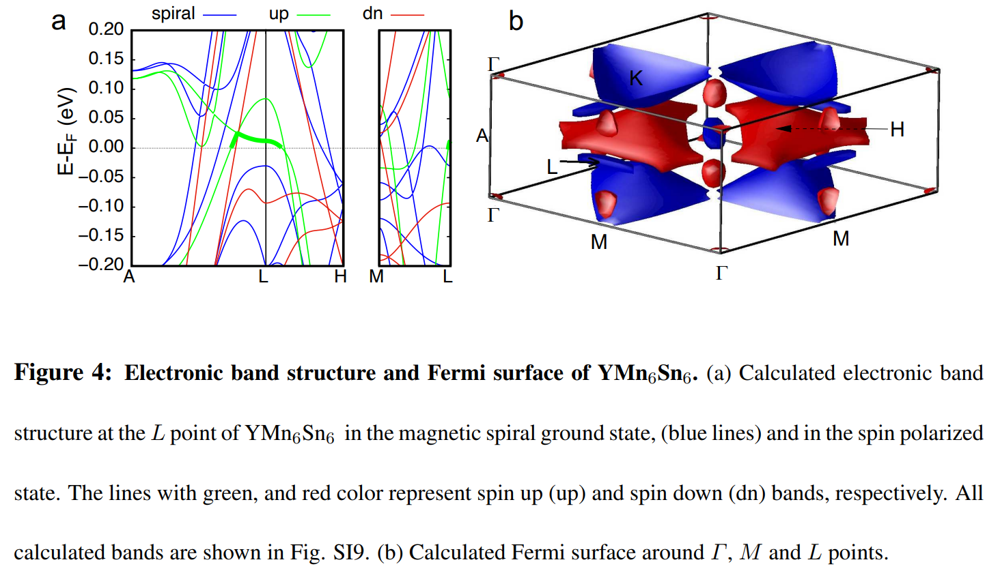 a
spiral up dn
0.20
0.15
0.10
0.05
0.00
−0.05
−0.10
−0.15
−0.20
E-EF (eV)
A L H M L
b
Γ
K
A
H
L
Γ
M
M
Γ
Figure 4: Electronic band structure and Fermi surface of YMn6Sn6. (a) Calculated electronic band
structure at the L point of YMn6Sn6 in the magnetic spiral ground state, (blue lines) and in the spin polarized
state. The lines with green, and red color represent spin up (up) and spin down (dn) bands, respectively. All
calculated bands are shown in Fig. SI9. (b) Calculated Fermi surface around Γ, M and L points.